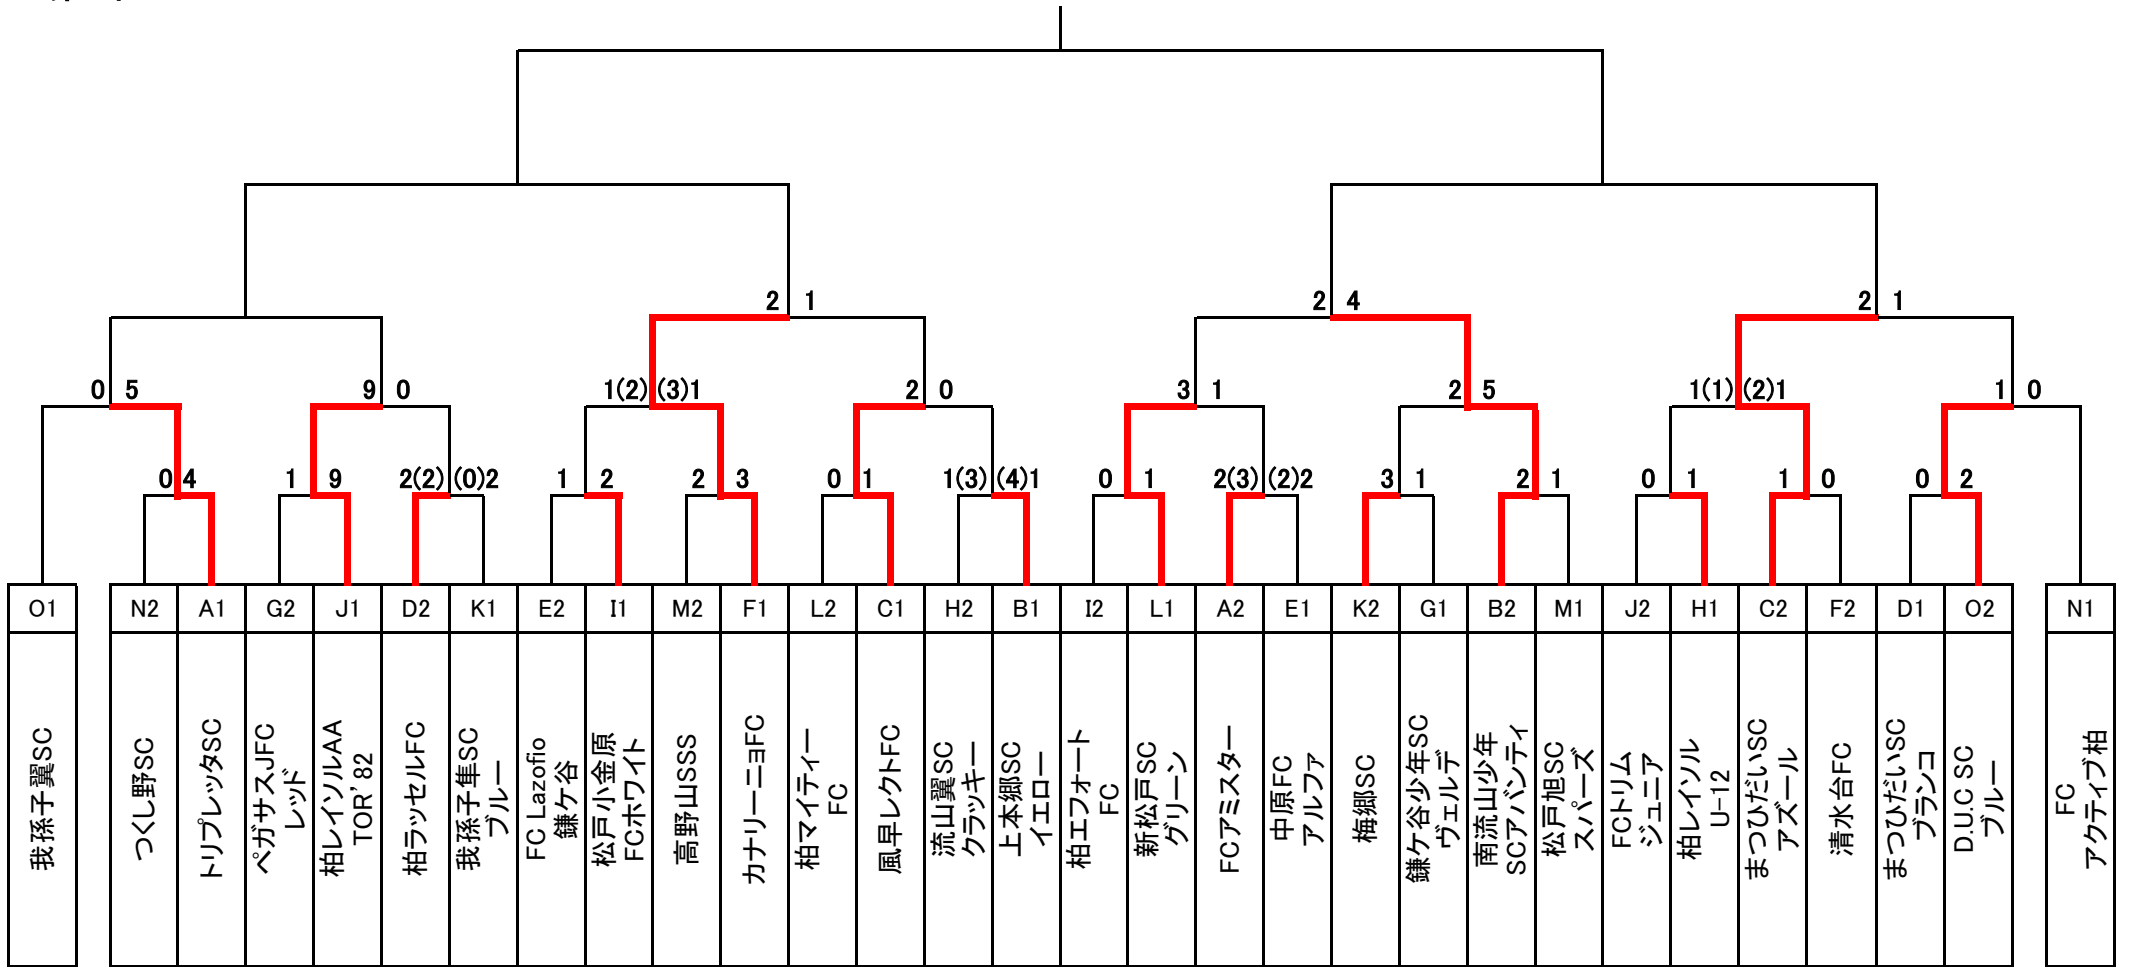 2 1 2 4 2 1
0 5 9 0 1(2) (3)1 2 0 3 1 2 5 1(1) (2)1 1 0
0 4 1 9 2(2) (0)2 1 2 2 3 0 1 1(3) (4)1 0 1 2(3) (2)2 3 1 2 1 0 1 1 0 0 2
O1 N2 A1 G2 J1 D2 K1 E2 I1 M2 F1 L2 C1 H2 B1 I2 L1 A2 E1 K2 G1 B2 M1 J2 H1 C2 F2 D1 O2 N1
我孫子翼SC
つくし野SC
トリプレッタSC
ペガサスJFC
レッド
柏レイソルAA
TOR’82
柏ラッセルFC
我孫子隼SC
ブルー
FC Lazofio
鎌ケ谷
松戸小金原
FCホワイト
高野山SSS
カナリーニョFC
柏マイティー
FC
風早レクトFC
流山翼SC
クラッキー
上本郷SC
イエロー
柏エフォート
FC
新松戸SC
グリーン
FCアミスター
中原FC
アルファ
梅郷SC
鎌ケ谷少年SC
ヴェルデ
南流山少年
SCアバンティ
松戸旭SC
スパーズ
FCトリム
ジュニア
柏レイソル
U-12
まつひだいSC
アズール
清水台FC
まつひだいSC
ブランコ
D.U.C SC
ブルー
FC
アクティブ柏